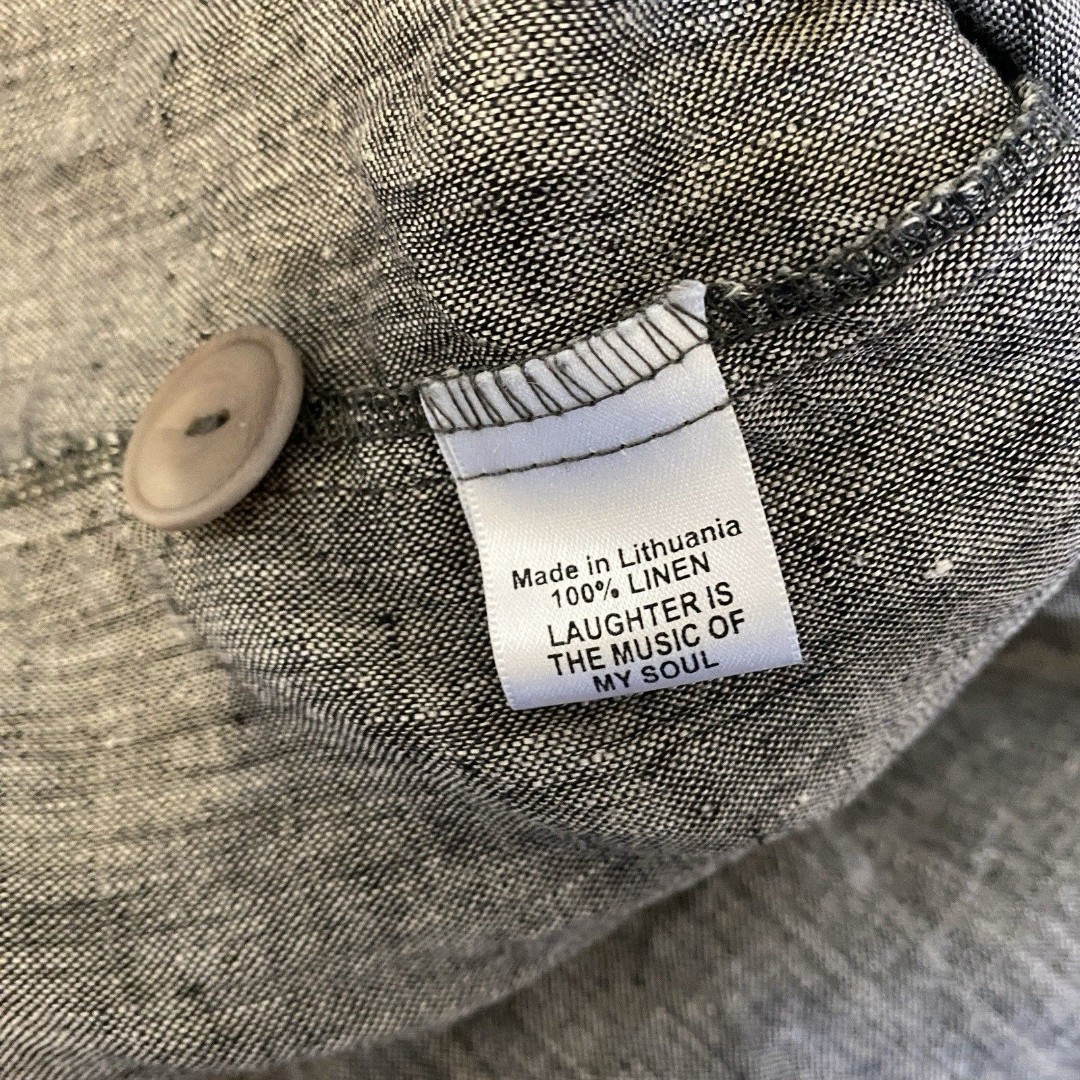 Made in Lithuania
100% LINEN
LAUGHTER IS
THE MUSIC OF
MY SOUL